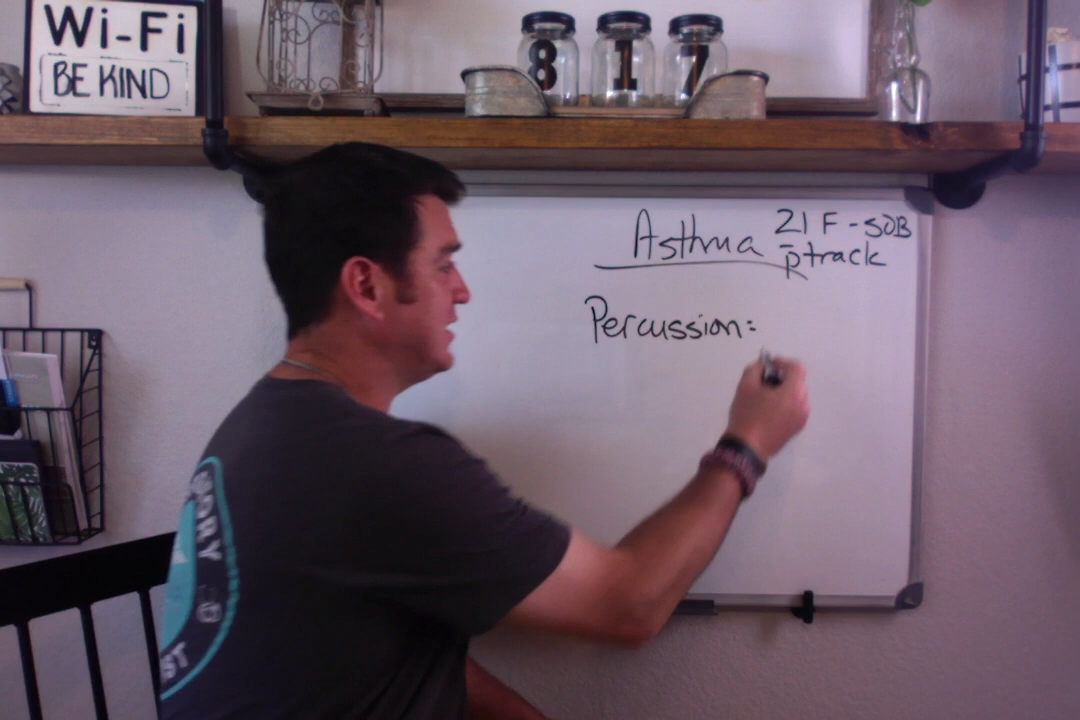 Wi-Fi
BE KIND
8 1 7
Asthma
21 F - SOB
p̄ track
Percussion: